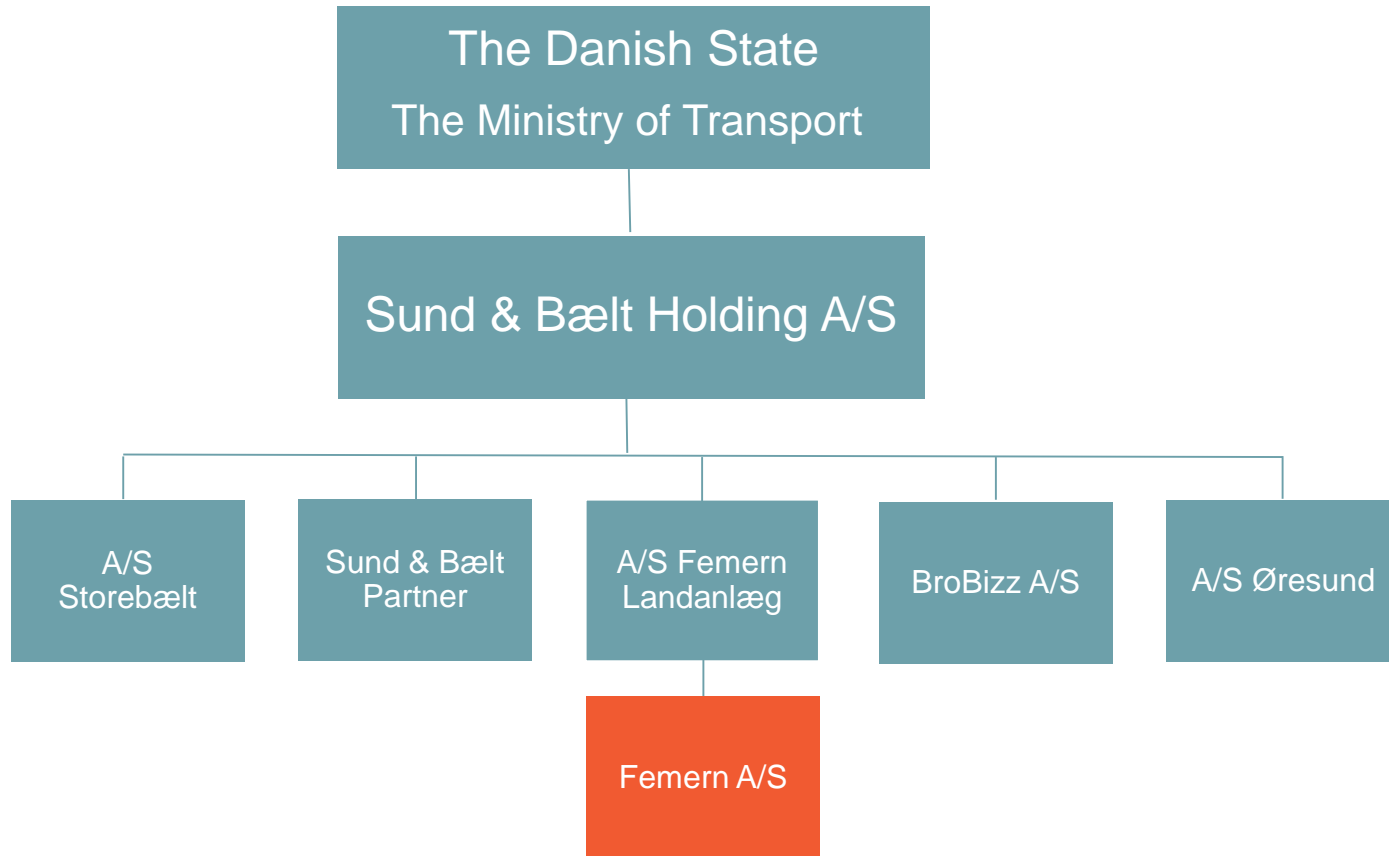 The Danish State
The Ministry of Transport
Sund & Bælt Holding A/S
A/S
Storebælt
Sund & Bælt
Partner
A/S Femern
Landanlæg
BroBizz A/S
A/S Øresund
Femern A/S